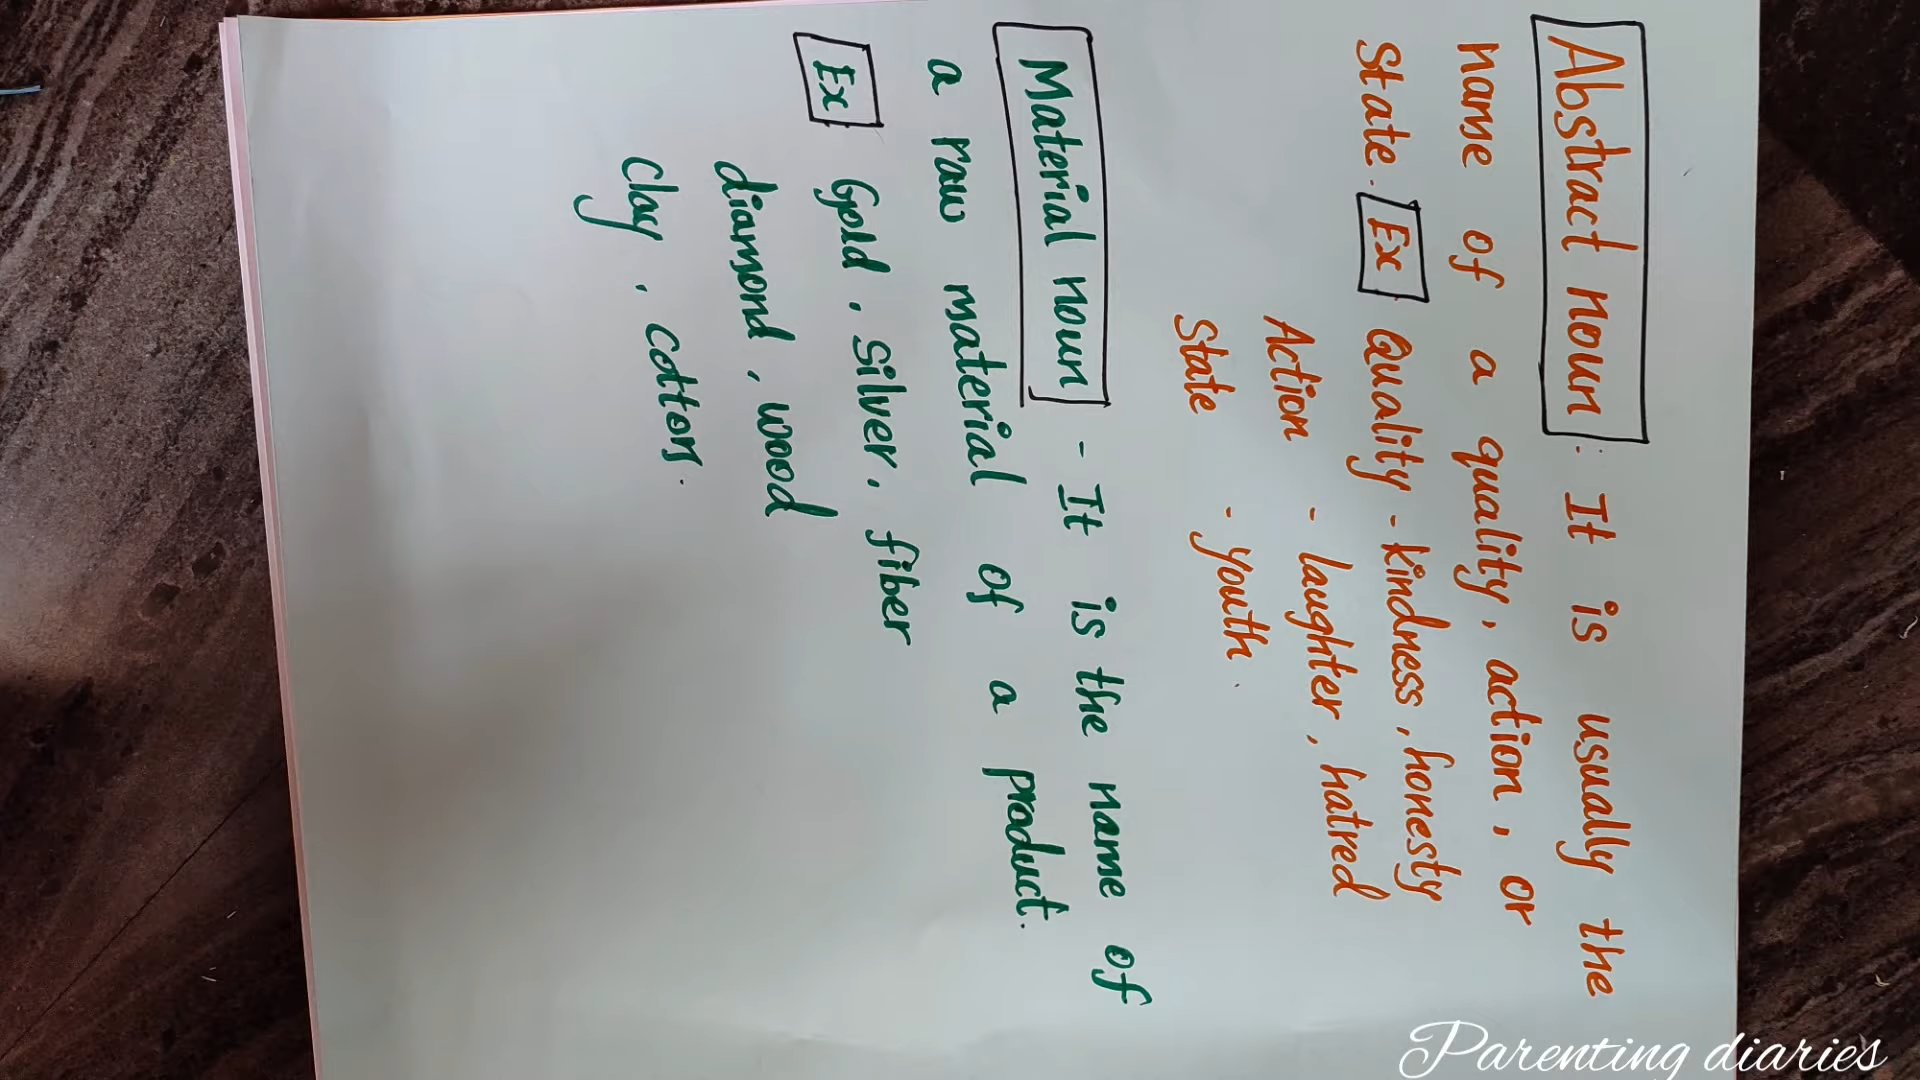 Abstract noun : It is usually the
name of a quality, action, or
State. Ex Quality - kindness, honesty
Action - laughter, hatred
State - youth.
Material noun - It is the name of
a raw material of a product.
Ex Gold, Silver, fiber
diamond, wood
Clay, cotton.
Parenting diaries